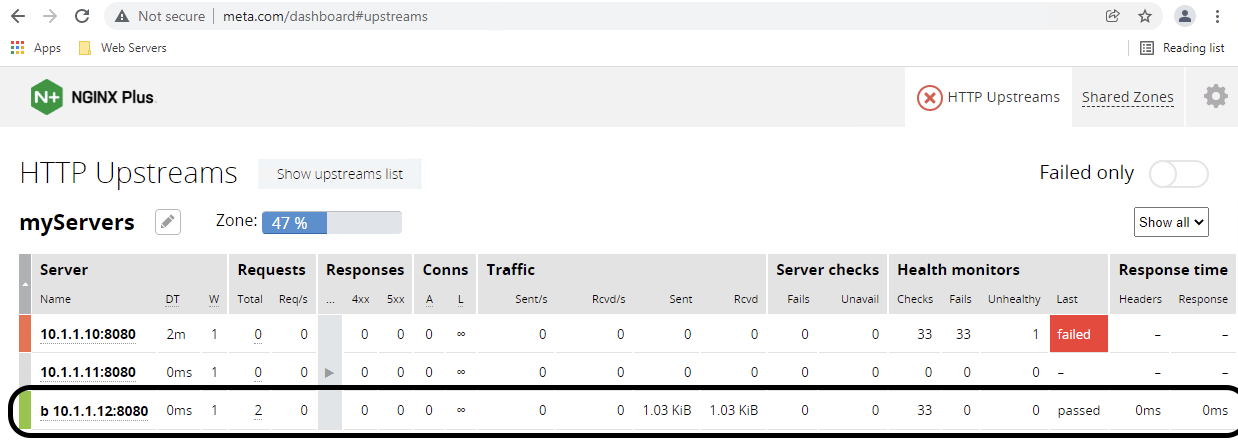 Not secure | meta.com/dashboard#upstreams
Apps Web Servers Reading list
N+ NGINX Plus HTTP Upstreams Shared Zones
HTTP Upstreams Show upstreams list Failed only
myServers Zone: 47 % Show all
Server Requests Responses Conns Traffic Server checks Health monitors Response time
Name DT W Total Req/s ... 4xx 5xx A L Sent/s Rcvd/s Sent Rcvd Fails Unavail Checks Fails Unhealthy Last Headers Response
10.1.1.10:8080 2m 1 0 0 0 0 0 ∞ 0 0 0 0 0 0 33 33 1 failed – –
10.1.1.11:8080 0ms 1 0 0 0 0 0 ∞ 0 0 0 0 0 0 0 0 0 – – –
b 10.1.1.12:8080 0ms 1 2 0 0 0 0 ∞ 0 0 1.03 KiB 1.03 KiB 0 0 33 0 0 passed 0ms 0ms